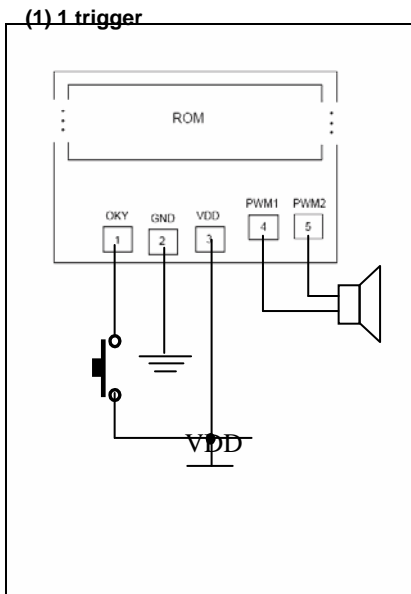 (1) 1 trigger
ROM
OKY GND VDD PWM1 PWM2
1 2 3 4 5
VDD